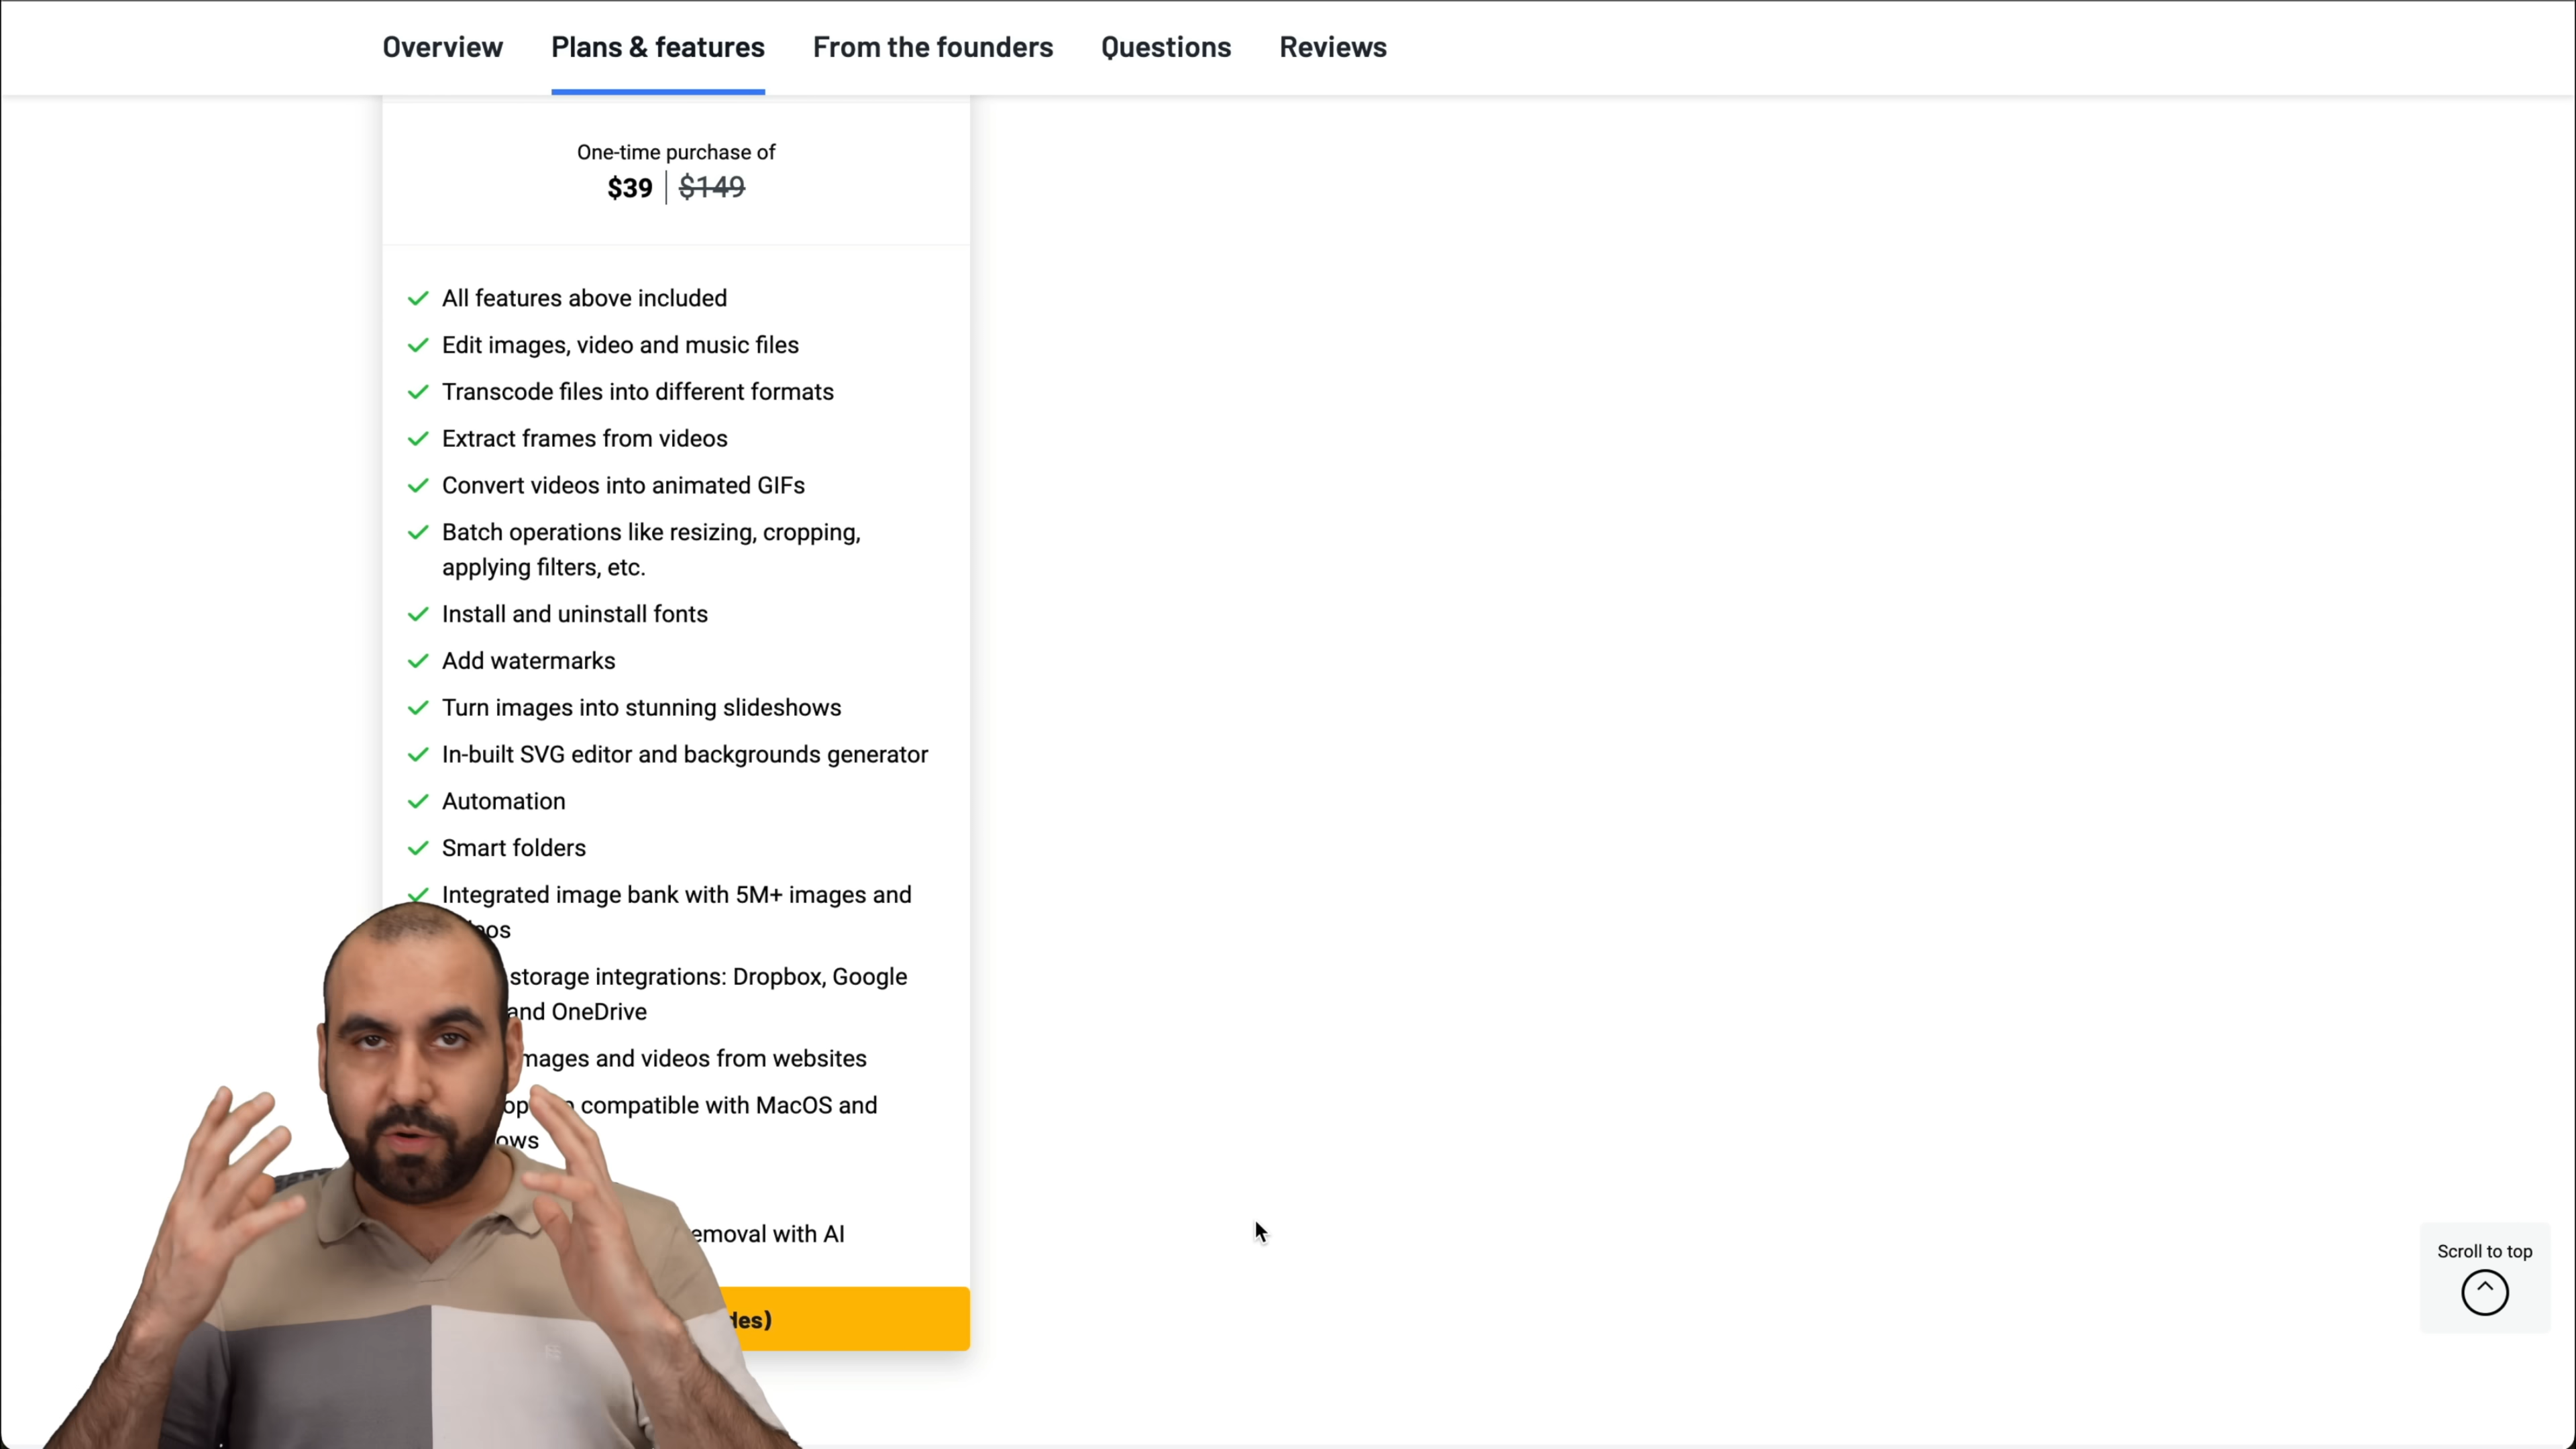 Overview Plans & features From the founders Questions Reviews
One-time purchase of
$39 $149
All features above included
Edit images, video and music files
Transcode files into different formats
Extract frames from videos
Convert videos into animated GIFs
Batch operations like resizing, cropping,
applying filters, etc.
Install and uninstall fonts
Add watermarks
Turn images into stunning slideshows
In-built SVG editor and backgrounds generator
Automation
Smart folders
Integrated image bank with 5M+ images and
storage integrations: Dropbox, Google
and OneDrive
images and videos from websites
compatible with MacOS and
with AI
Scroll to top